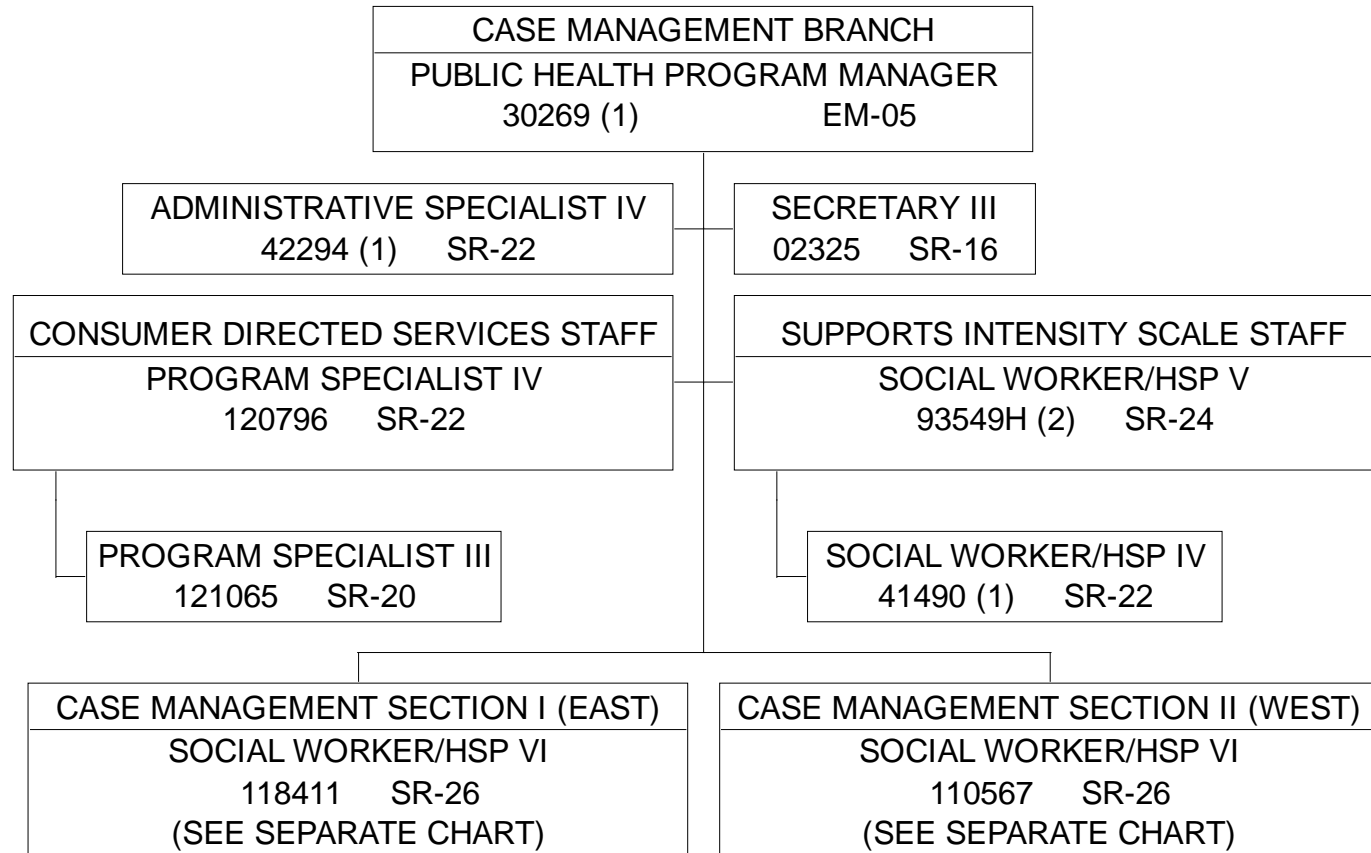 CASE MANAGEMENT BRANCH
PUBLIC HEALTH PROGRAM MANAGER
30269 (1) EM-05
ADMINISTRATIVE SPECIALIST IV
42294 (1) SR-22
SECRETARY III
02325 SR-16
CONSUMER DIRECTED SERVICES STAFF
PROGRAM SPECIALIST IV
120796 SR-22
SUPPORTS INTENSITY SCALE STAFF
SOCIAL WORKER/HSP V
93549H (2) SR-24
PROGRAM SPECIALIST III
121065 SR-20
SOCIAL WORKER/HSP IV
41490 (1) SR-22
CASE MANAGEMENT SECTION I (EAST)
SOCIAL WORKER/HSP VI
118411 SR-26
(SEE SEPARATE CHART)
CASE MANAGEMENT SECTION II (WEST)
SOCIAL WORKER/HSP VI
110567 SR-26
(SEE SEPARATE CHART)